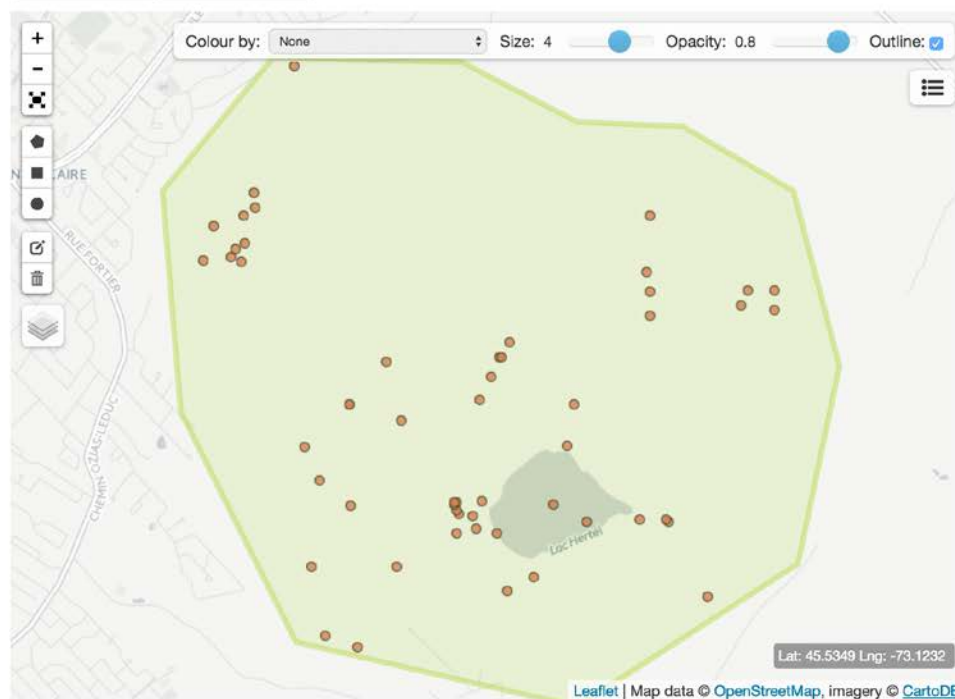 Colour by: None Size: 4 Opacity: 0.8 Outline:
AIRE
RUE FORTIER
CHEMIN OZIAS-LEDUC
Lac Hertel
Lat: 45.5349 Lng: -73.1232
Leaflet | Map data © OpenStreetMap, imagery © CartoDB